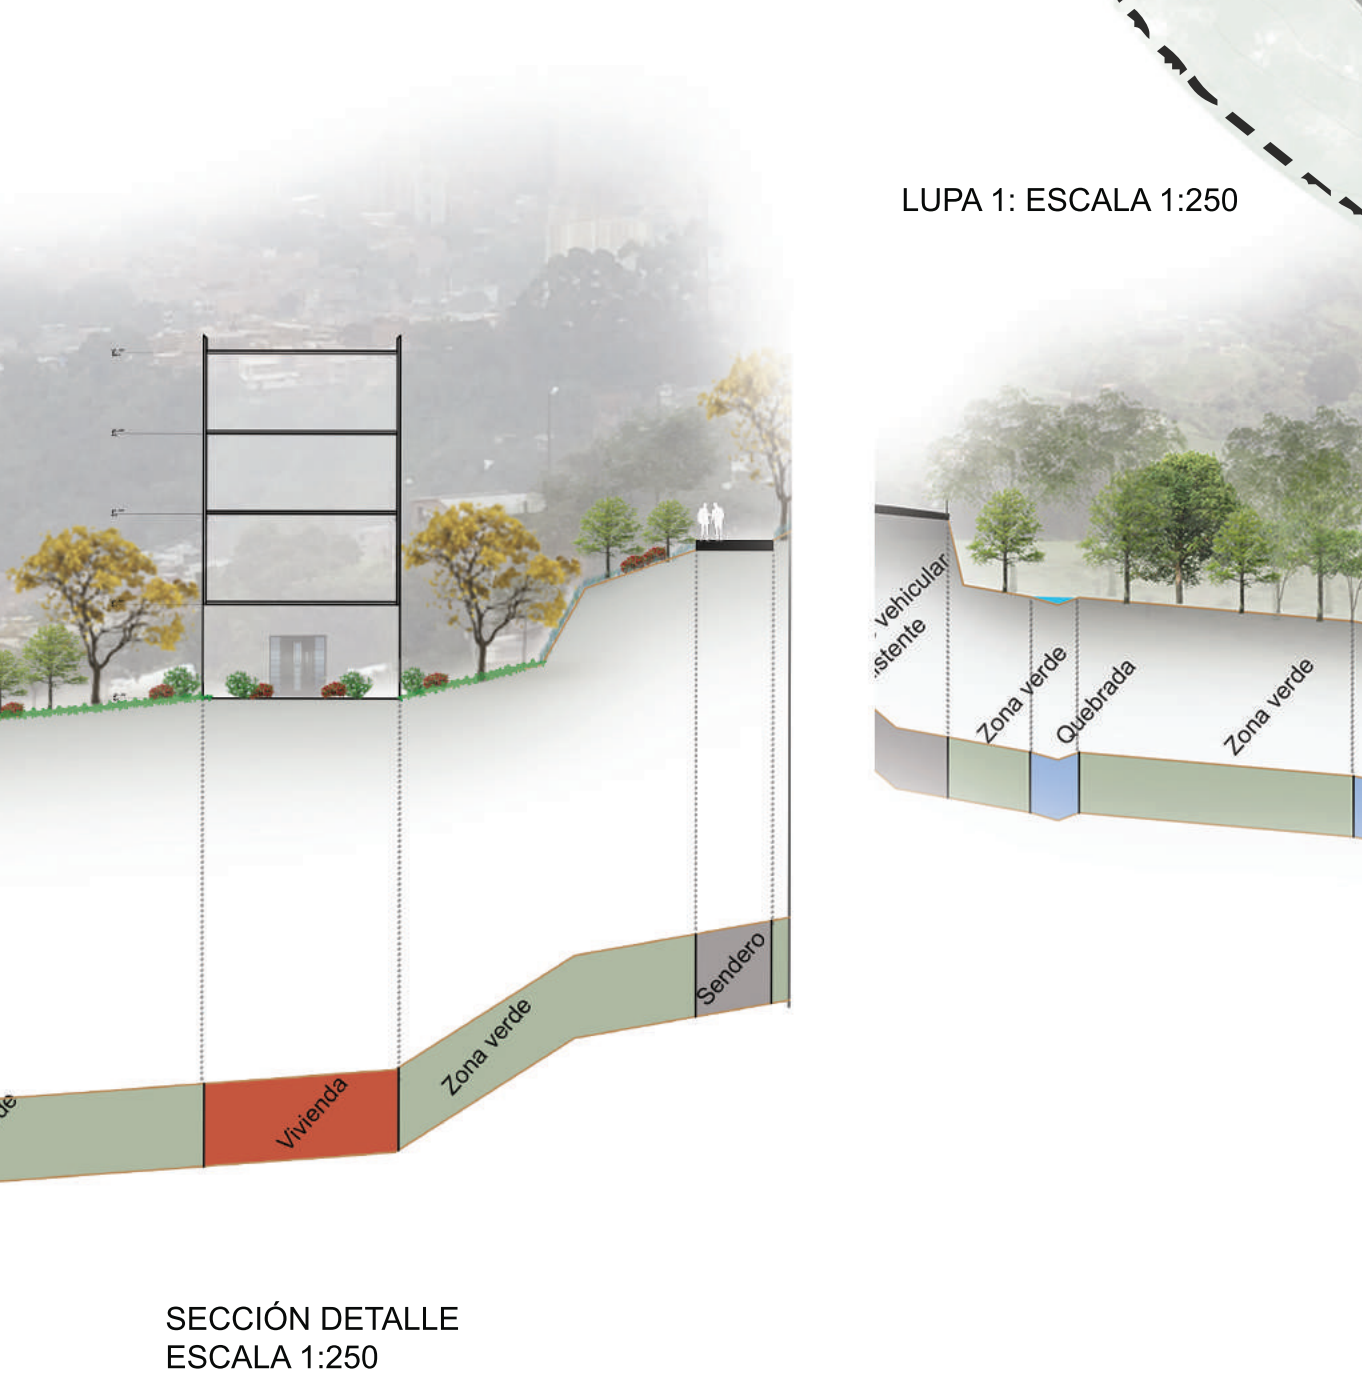 LUPA 1: ESCALA 1:250
vehicular
Zona verde
Quebrada
Zona verde
Sendero
Zona verde
Vivienda
SECCIÓN DETALLE
ESCALA 1:250